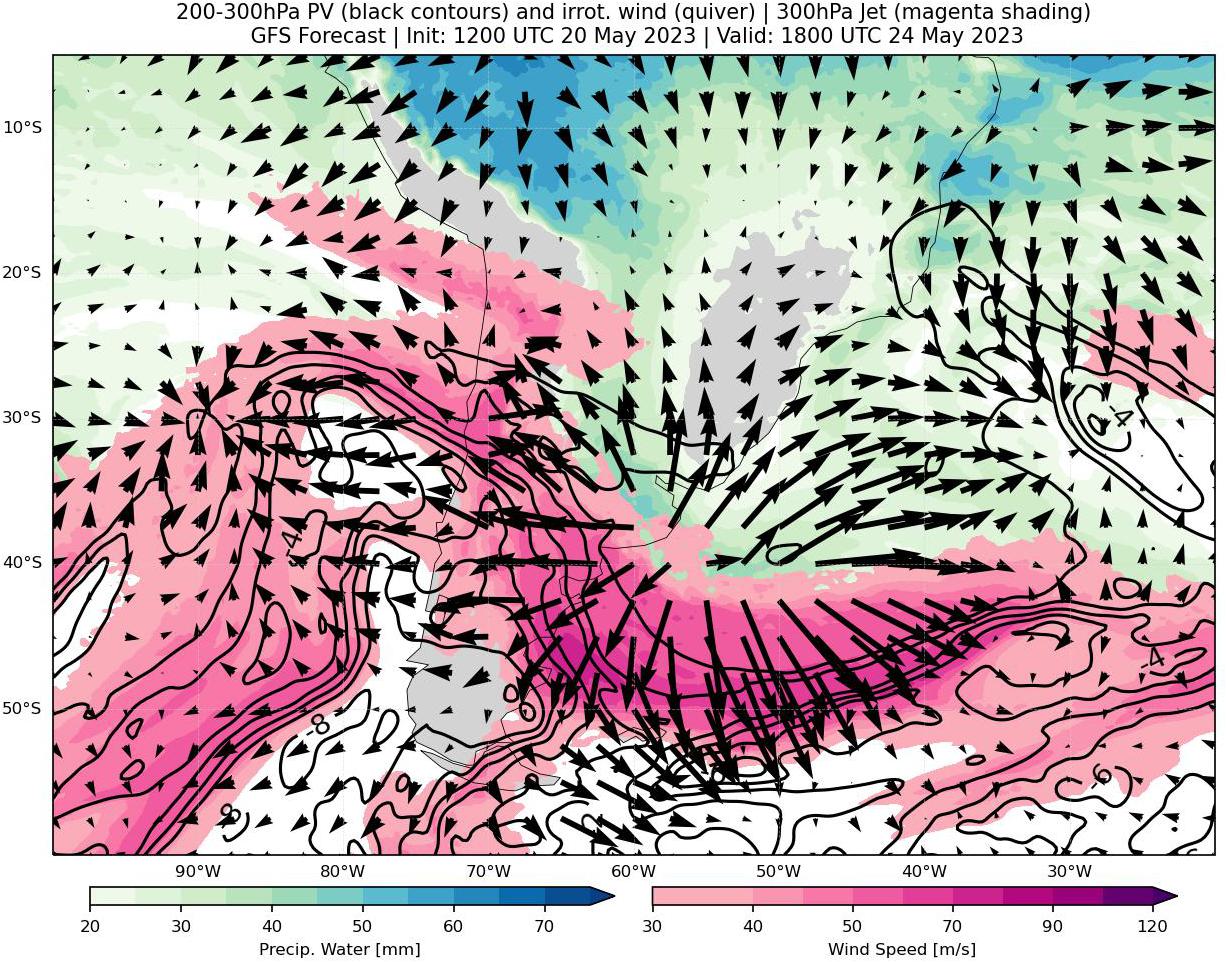 200-300hPa PV (black contours) and irrot. wind (quiver) | 300hPa Jet (magenta shading)
GFS Forecast | Init: 1200 UTC 20 May 2023 | Valid: 1800 UTC 24 May 2023
10°S
20°S
30°S
40°S
50°S
-4
-4
-4
-8
-8
-6
90°W 80°W 70°W 60°W 50°W 40°W 30°W
20 30 40 50 60 70
Precip. Water [mm]
30 40 50 70 90 120
Wind Speed [m/s]